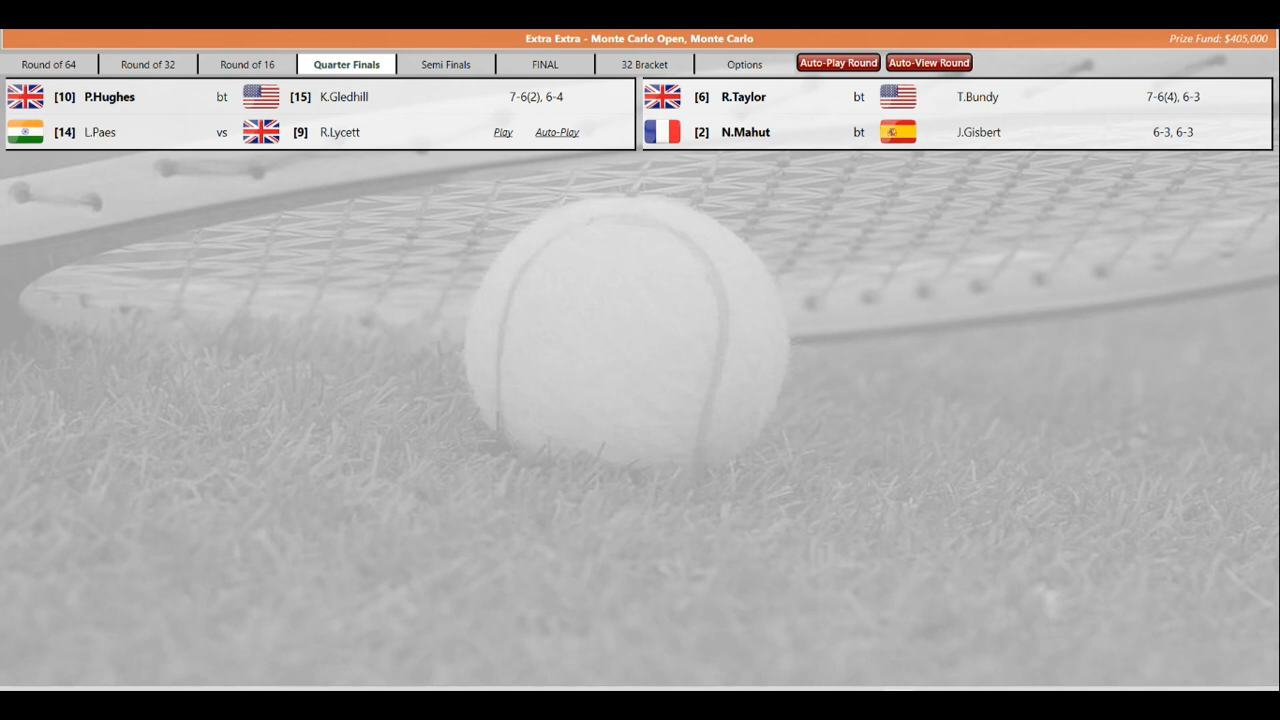 Extra Extra - Monte Carlo Open, Monte Carlo
Prize Fund: $405,000
Round of 64 Round of 32 Round of 16 Quarter Finals Semi Finals FINAL 32 Bracket Options Auto-Play Round Auto-View Round
[10] P.Hughes bt [15] K.Gledhill 7-6(2), 6-4
[14] L.Paes vs [9] R.Lycett Play Auto-Play
[6] R.Taylor bt T.Bundy 7-6(4), 6-3
[2] N.Mahut bt J.Gisbert 6-3, 6-3